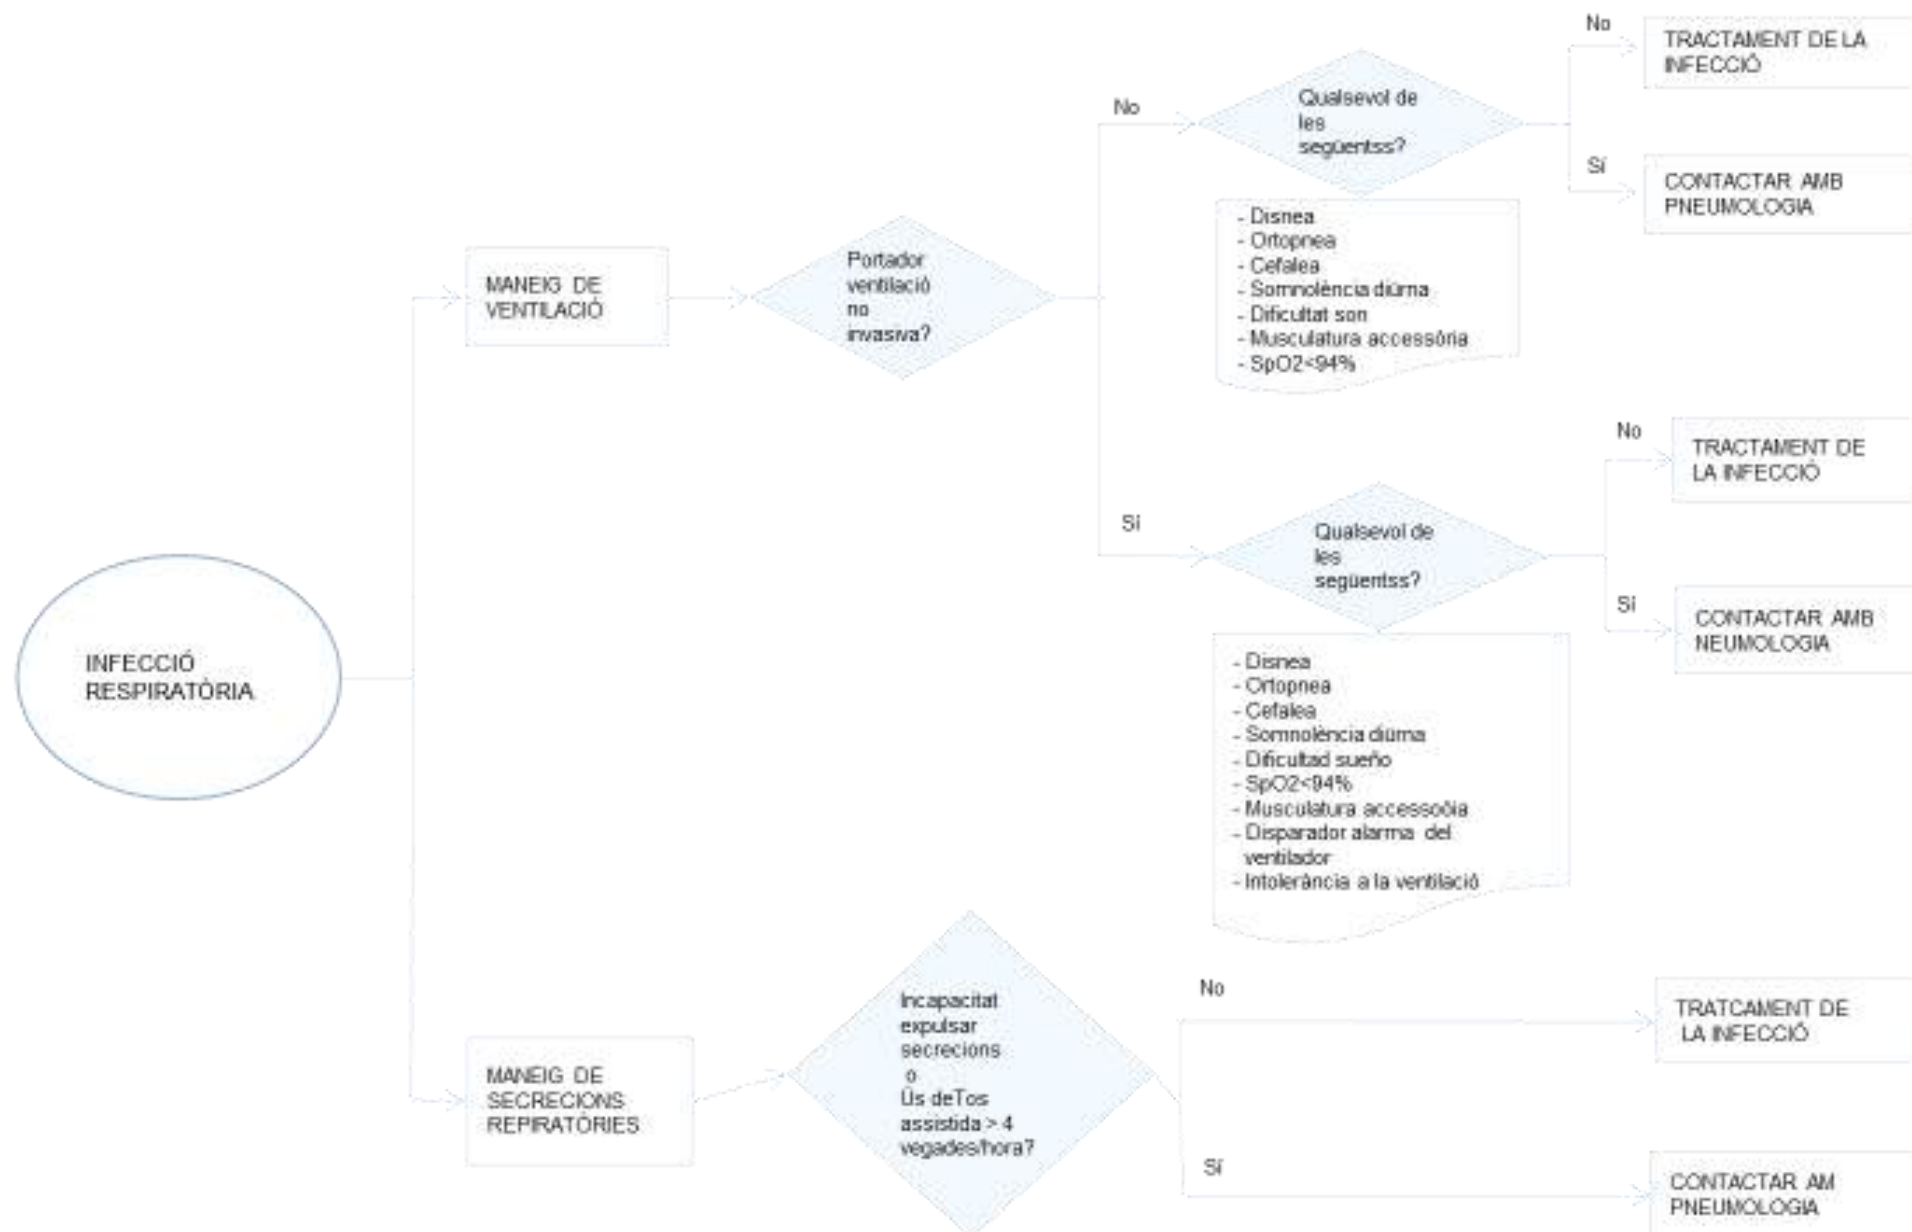 INFECCIÓ
RESPIRATÒRIA
MANEIG DE
VENTILACIÓ
Portador
ventilació
no
invasiva?
No
Qualsevol de
les
següentss?
- Disnea
- Ortopnea
- Cefalea
- Somnolència diürna
- Dificultat son
- Musculatura accessòria
- SpO2<94%
No
TRACTAMENT DE LA
INFECCIÓ
Sí
CONTACTAR AMB
PNEUMOLOGIA
Sí
Qualsevol de
les
següentss?
- Disnea
- Ortopnea
- Cefalea
- Somnolència diürna
- Dificultad sueño
- SpO2<94%
- Musculatura accessoòia
- Disparador alarma del
ventilador
- Intolerància a la ventilació
No
TRACTAMENT DE
LA INFECCIÓ
Sí
CONTACTAR AMB
NEUMOLOGIA
MANEIG DE
SECRECIONS
REPIRATÒRIES
Incapacitat
expulsar
secrecions
o
Ús deTos
assistida > 4
vegades/hora?
No
TRATCAMENT DE
LA INFECCIÓ
Sí
CONTACTAR AM
PNEUMOLOGIA